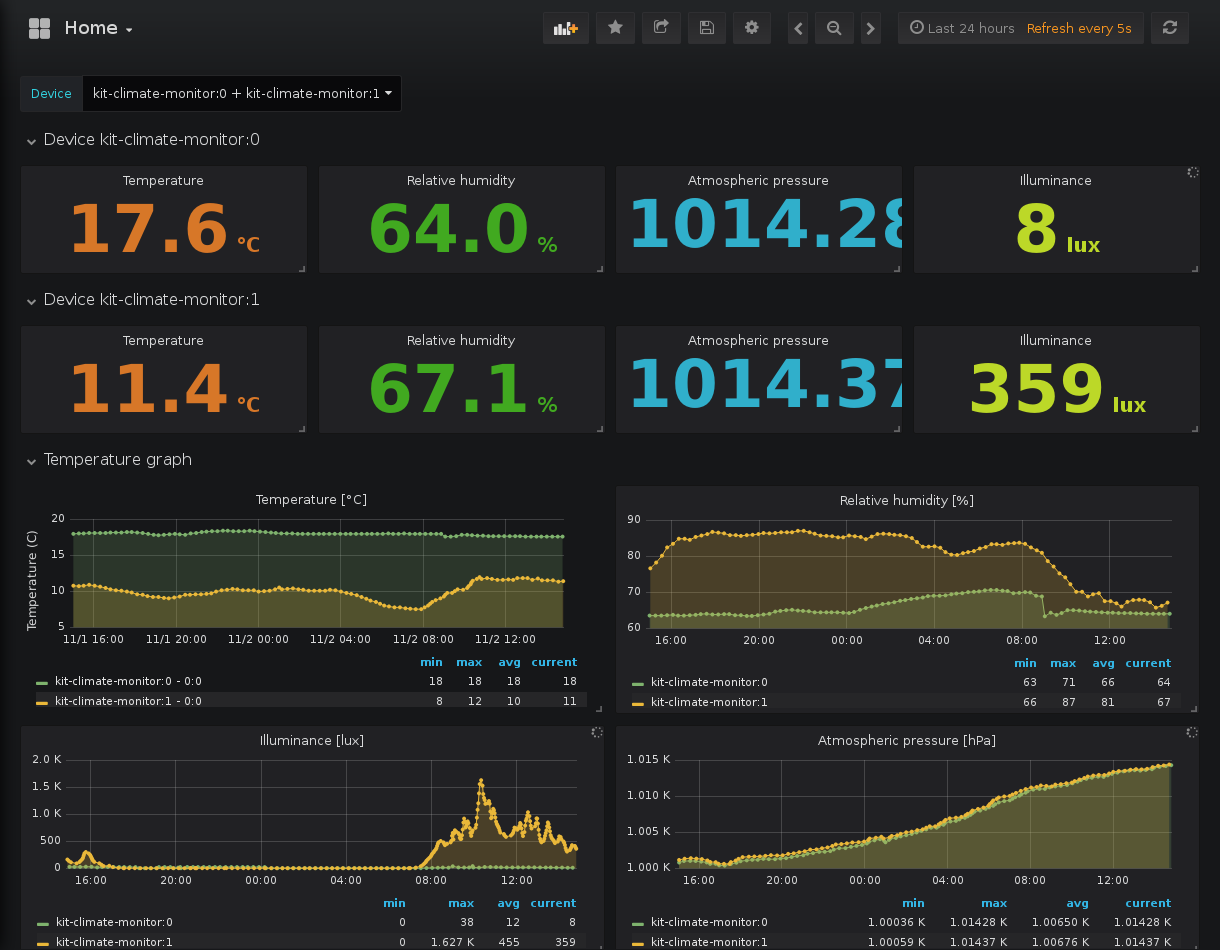 Home
Last 24 hours Refresh every 5s
Device kit-climate-monitor:0 + kit-climate-monitor:1
Device kit-climate-monitor:0
Temperature Relative humidity Atmospheric pressure Illuminance
17.6 °C 64.0 % 1014.28 8 lux
Device kit-climate-monitor:1
Temperature Relative humidity Atmospheric pressure Illuminance
11.4 °C 67.1 % 1014.37 359 lux
Temperature graph
Temperature [°C]
Temperature (C)
20
15
10
5
11/1 16:00 11/1 20:00 11/2 00:00 11/2 04:00 11/2 08:00 11/2 12:00
min max avg current
kit-climate-monitor:0 - 0:0 18 18 18 18
kit-climate-monitor:1 - 0:0 8 12 10 11
Relative humidity [%]
90
80
70
60
16:00 20:00 00:00 04:00 08:00 12:00
min max avg current
kit-climate-monitor:0 63 71 66 64
kit-climate-monitor:1 66 87 81 67
Illuminance [lux]
2.0 K
1.5 K
1.0 K
500
0
16:00 20:00 00:00 04:00 08:00 12:00
min max avg current
kit-climate-monitor:0 0 38 12 8
kit-climate-monitor:1 0 1.627 K 455 359
Atmospheric pressure [hPa]
1.015 K
1.010 K
1.005 K
1.000 K
16:00 20:00 00:00 04:00 08:00 12:00
min max avg current
kit-climate-monitor:0 1.00036 K 1.01428 K 1.00650 K 1.01428 K
kit-climate-monitor:1 1.00059 K 1.01437 K 1.00676 K 1.01437 K